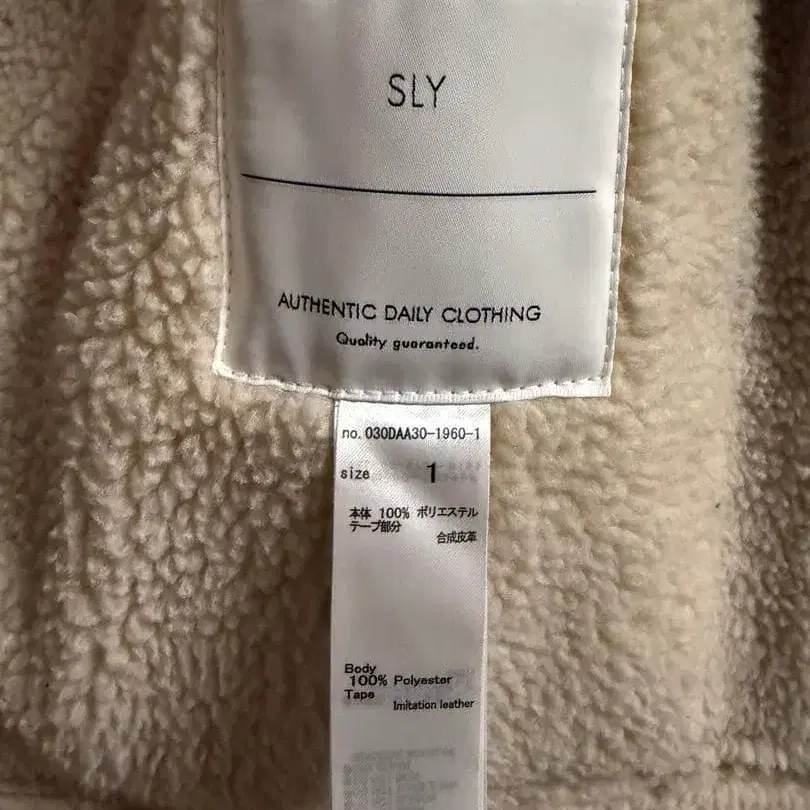 SLY
AUTHENTIC DAILY CLOTHING
Quality guaranteed.
no. 030DAA30-1960-1
size 1
本体 100% ポリエステル
テープ部分
合成皮革
Body
100% Polyester
Tape
Imitation leather